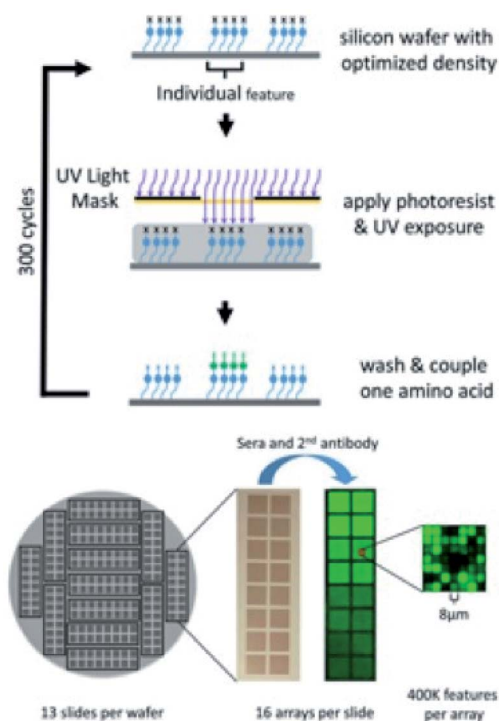 x x x x x x x x x x x x
silicon wafer with
optimized density
Individual feature
UV Light
Mask
x x x x x x x x x x x x
apply photoresist
& UV exposure
300 cycles
wash & couple
one amino acid
Sera and 2nd antibody
8μm
13 slides per wafer
16 arrays per slide
400K features
per array